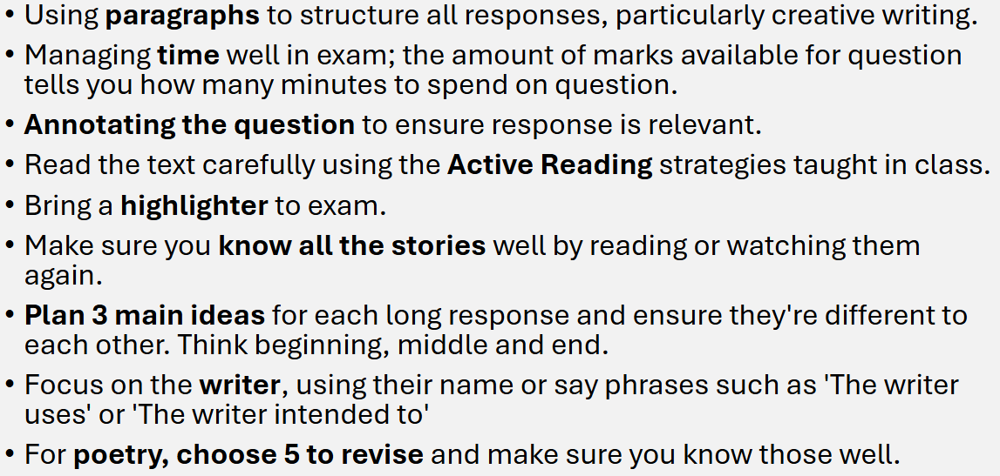 • Using paragraphs to structure all responses, particularly creative writing.
• Managing time well in exam; the amount of marks available for question
tells you how many minutes to spend on question.
• Annotating the question to ensure response is relevant.
• Read the text carefully using the Active Reading strategies taught in class.
• Bring a highlighter to exam.
• Make sure you know all the stories well by reading or watching them
again.
• Plan 3 main ideas for each long response and ensure they're different to
each other. Think beginning, middle and end.
• Focus on the writer, using their name or say phrases such as 'The writer
uses' or 'The writer intended to'
• For poetry, choose 5 to revise and make sure you know those well.